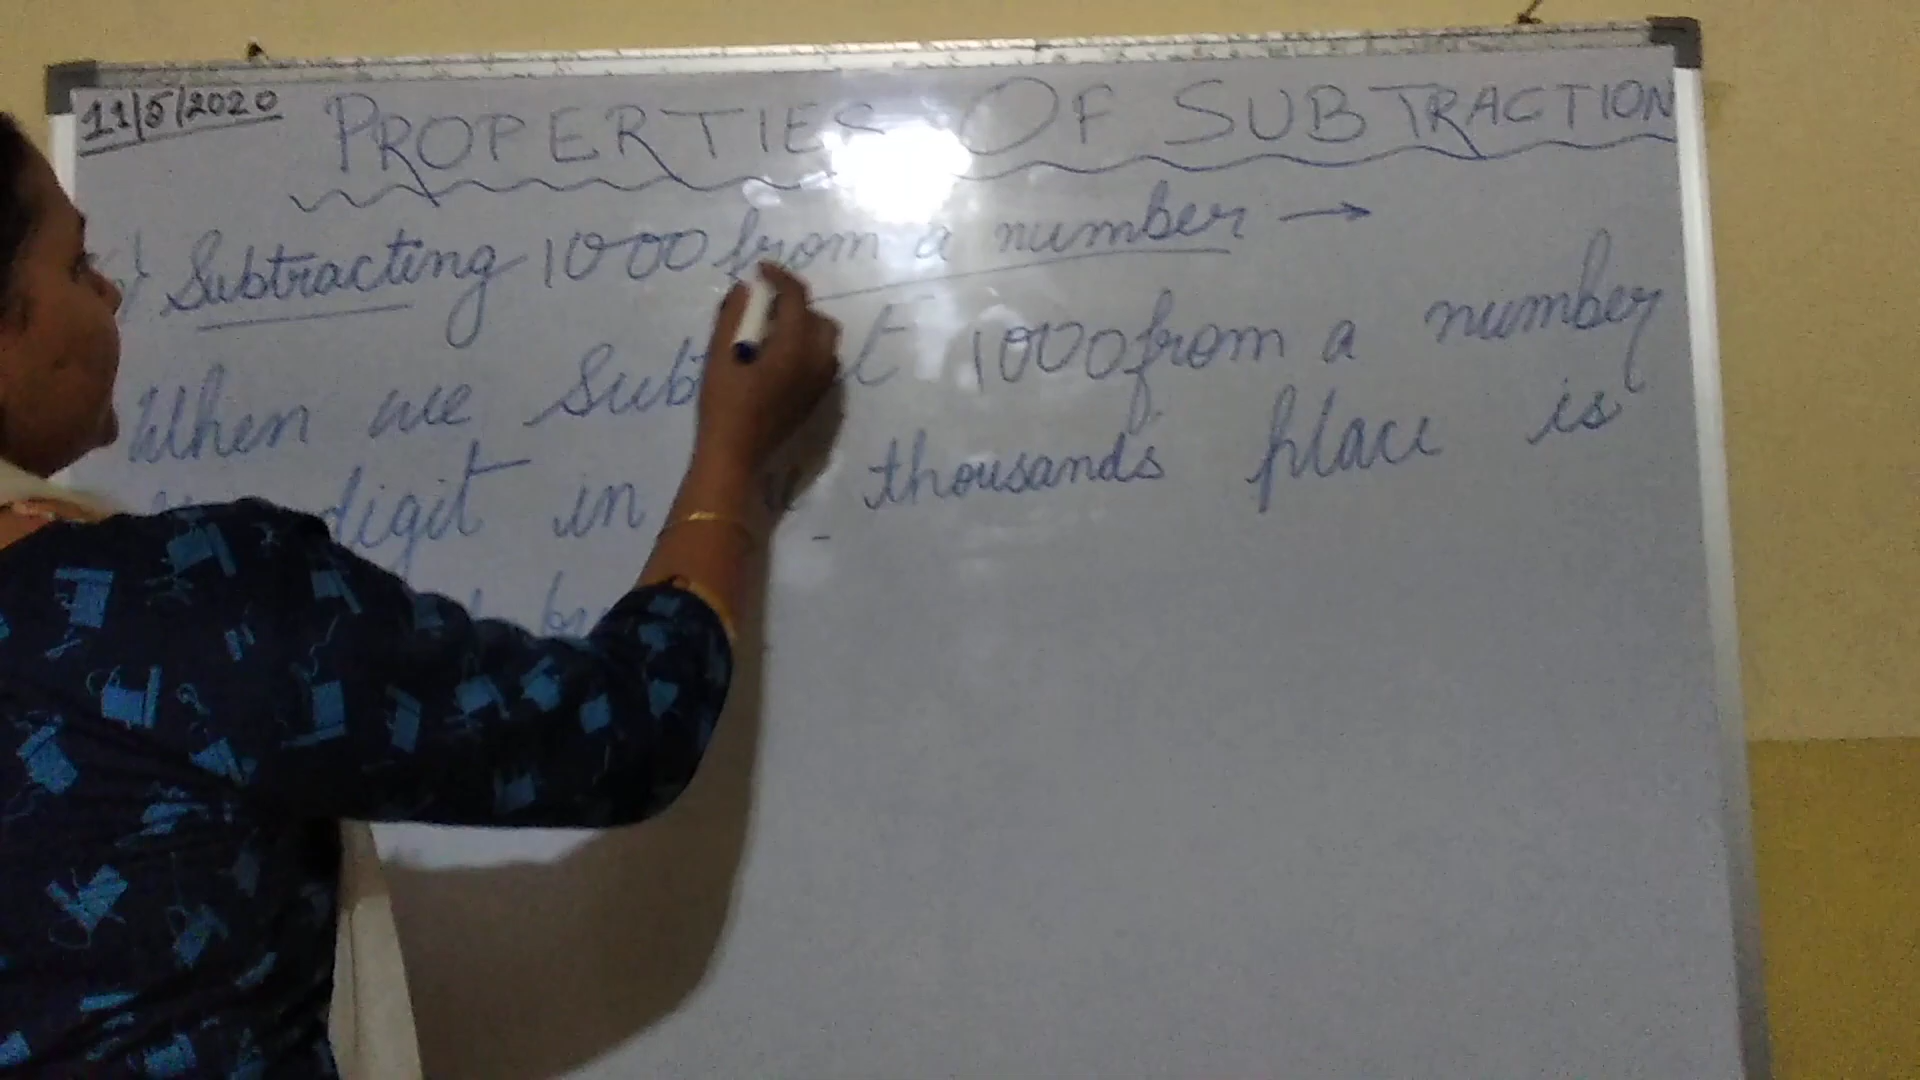 11/5/2020 PROPERTIES OF SUBTRACTION
Subtracting 1000 from a number →
When we 1000 from a number
digit in thousands place is